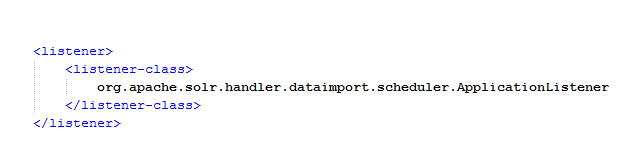 <listener>
<listener-class>
org.apache.solr.handler.dataimport.scheduler.ApplicationListener
</listener-class>
</listener>